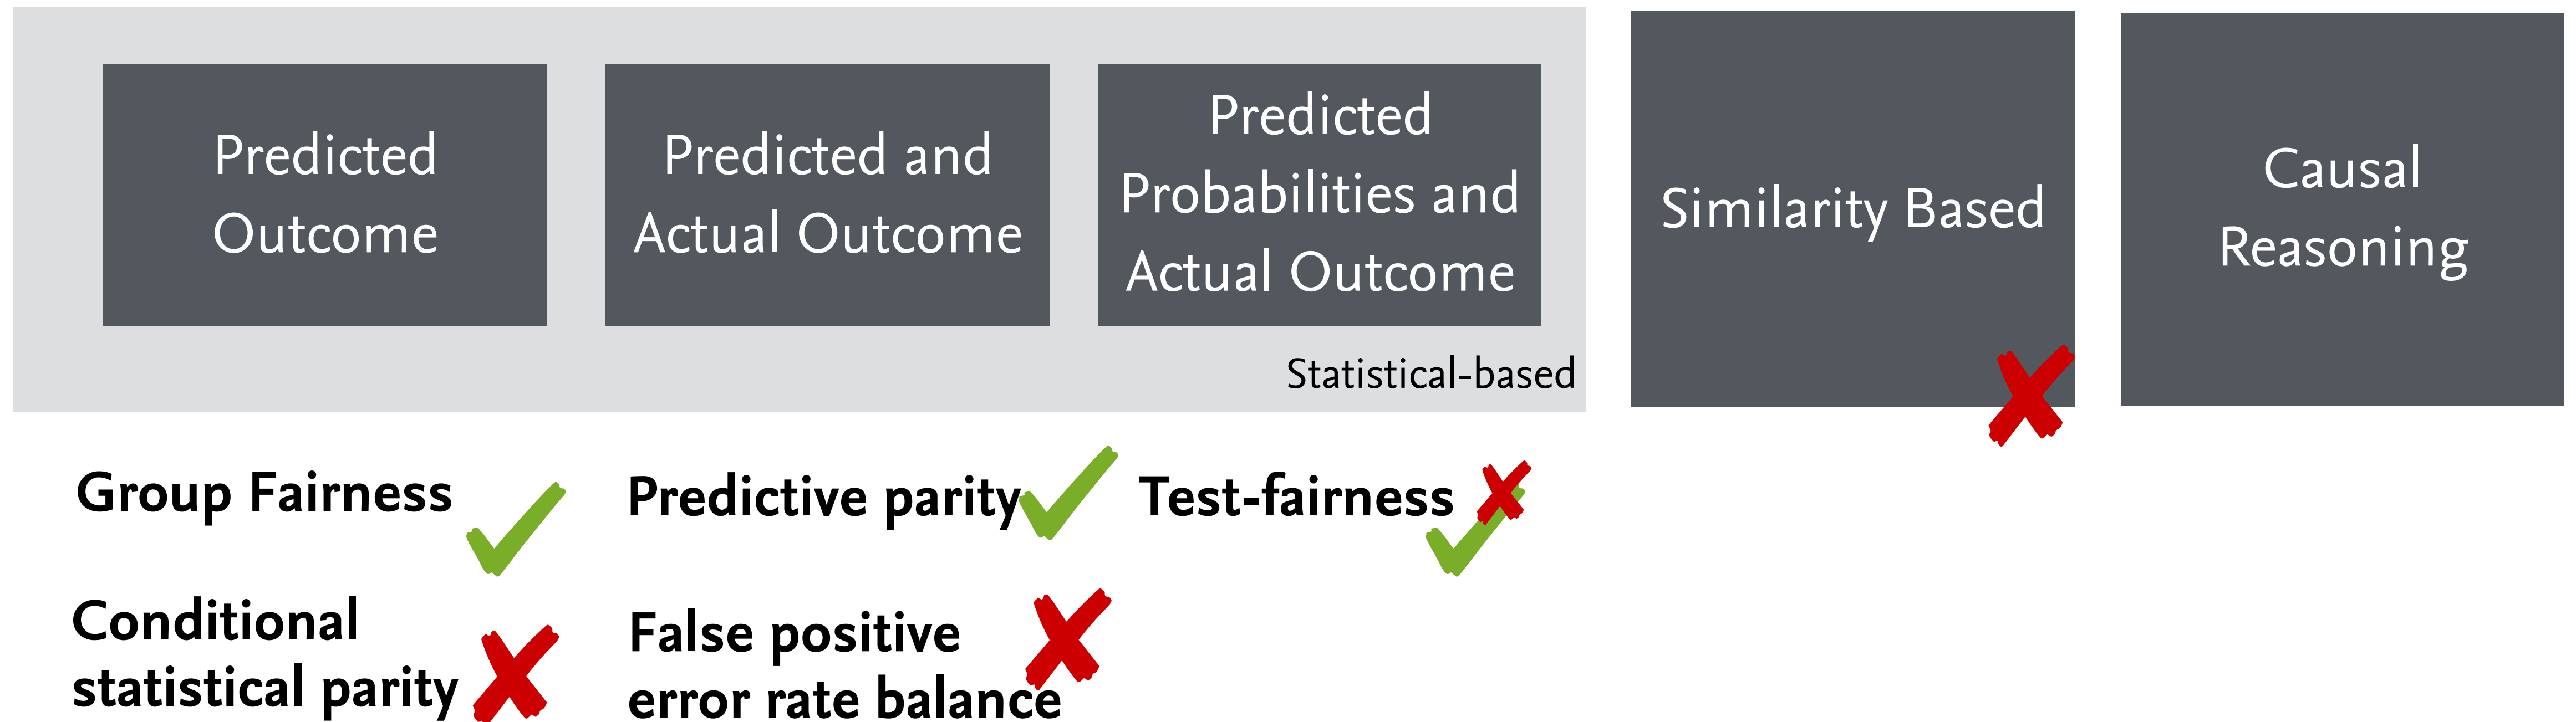 Predicted
Outcome
Predicted and
Actual Outcome
Predicted
Probabilities and
Actual Outcome
Statistical-based
Similarity Based
Causal
Reasoning
Group Fairness
Predictive parity
Test-fairness
Conditional
statistical parity
False positive
error rate balance